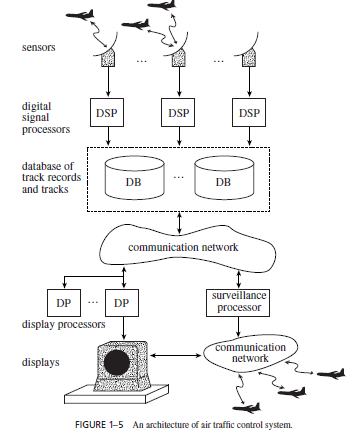 sensors
... ...
digital
signal
processors
DSP DSP DSP
database of
track records
and tracks
DB ... DB
communication network
DP ... DP
display processors
surveillance
processor
displays
communication
network
FIGURE 1–5 An architecture of air traffic control system.